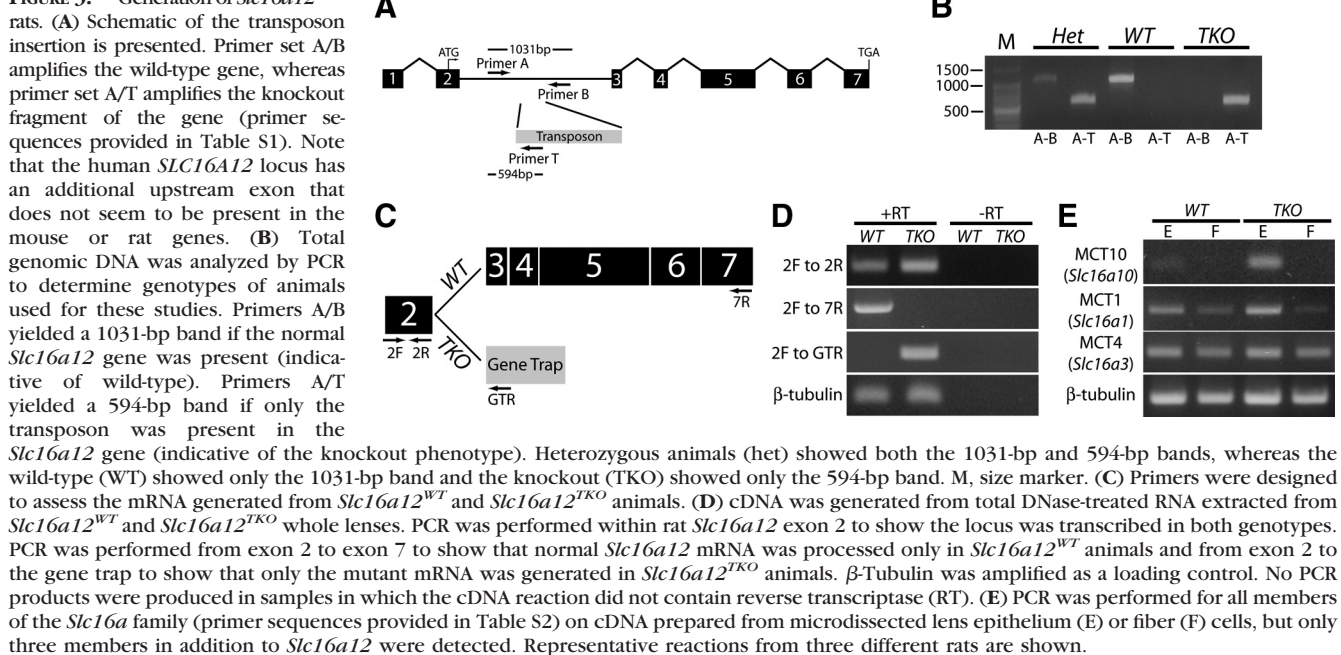 FIGURE 3. Generation of Slc16a12
rats. (A) Schematic of the transposon
insertion is presented. Primer set A/B
amplifies the wild-type gene, whereas
primer set A/T amplifies the knockout
fragment of the gene (primer se-
quences provided in Table S1). Note
that the human SLC16A12 locus has
an additional upstream exon that
does not seem to be present in the
mouse or rat genes. (B) Total
genomic DNA was analyzed by PCR
to determine genotypes of animals
used for these studies. Primers A/B
yielded a 1031-bp band if the normal
Slc16a12 gene was present (indica-
tive of wild-type). Primers A/T
yielded a 594-bp band if only the
transposon was present in the
Slc16a12 gene (indicative of the knockout phenotype). Heterozygous animals (het) showed both the 1031-bp and 594-bp bands, whereas the
wild-type (WT) showed only the 1031-bp band and the knockout (TKO) showed only the 594-bp band. M, size marker. (C) Primers were designed
to assess the mRNA generated from Slc16a12^WT and Slc16a12^TKO animals. (D) cDNA was generated from total DNase-treated RNA extracted from
Slc16a12^WT and Slc16a12^TKO whole lenses. PCR was performed within rat Slc16a12 exon 2 to show the locus was transcribed in both genotypes.
PCR was performed from exon 2 to exon 7 to show that normal Slc16a12 mRNA was processed only in Slc16a12^WT animals and from exon 2 to
the gene trap to show that only the mutant mRNA was generated in Slc16a12^TKO animals. β-Tubulin was amplified as a loading control. No PCR
products were produced in samples in which the cDNA reaction did not contain reverse transcriptase (RT). (E) PCR was performed for all members
of the Slc16a family (primer sequences provided in Table S2) on cDNA prepared from microdissected lens epithelium (E) or fiber (F) cells, but only
three members in addition to Slc16a12 were detected. Representative reactions from three different rats are shown.
A
ATG
1031bp
Primer A
TGA
1 2 3 4 5 6 7
Primer B
Transposon
Primer T
594bp
B
M Het WT TKO
1500
1000
500
A-B A-T A-B A-T A-B A-T
C
WT
3 4 5 6 7
7R
2
2F 2R
TKO
Gene Trap
GTR
D
+RT -RT
WT TKO WT TKO
2F to 2R
2F to 7R
2F to GTR
β-tubulin
E
WT TKO
E F E F
MCT10
(Slc16a10)
MCT1
(Slc16a1)
MCT4
(Slc16a3)
β-tubulin